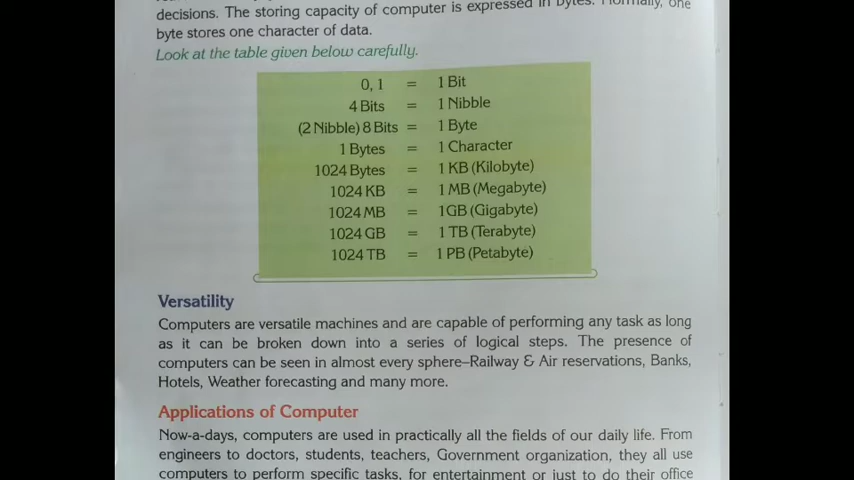 decisions. The storing capacity of computer is expressed in Bytes. Normally, one
byte stores one character of data.
Look at the table given below carefully.
0, 1 = 1 Bit
4 Bits = 1 Nibble
(2 Nibble) 8 Bits = 1 Byte
1 Bytes = 1 Character
1024 Bytes = 1 KB (Kilobyte)
1024 KB = 1 MB (Megabyte)
1024 MB = 1GB (Gigabyte)
1024 GB = 1 TB (Terabyte)
1024 TB = 1 PB (Petabyte)
Versatility
Computers are versatile machines and are capable of performing any task as long
as it can be broken down into a series of logical steps. The presence of
computers can be seen in almost every sphere–Railway & Air reservations, Banks,
Hotels, Weather forecasting and many more.
Applications of Computer
Now-a-days, computers are used in practically all the fields of our daily life. From
engineers to doctors, students, teachers, Government organization, they all use
computers to perform specific tasks, for entertainment or just to do their office